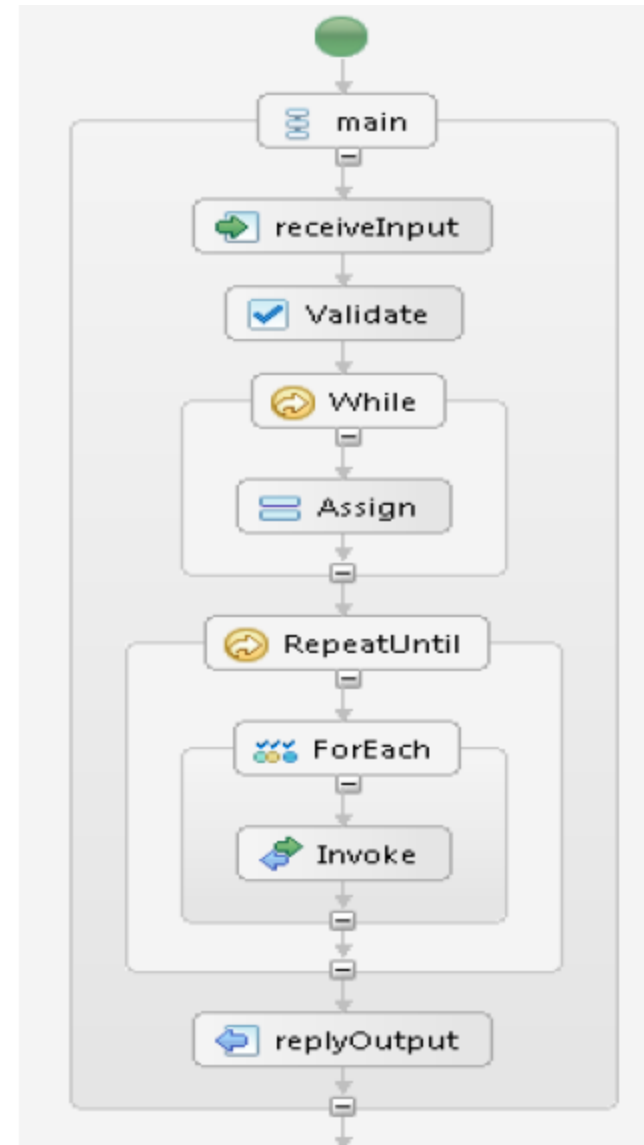 main
receiveInput
Validate
While
Assign
RepeatUntil
ForEach
Invoke
replyOutput